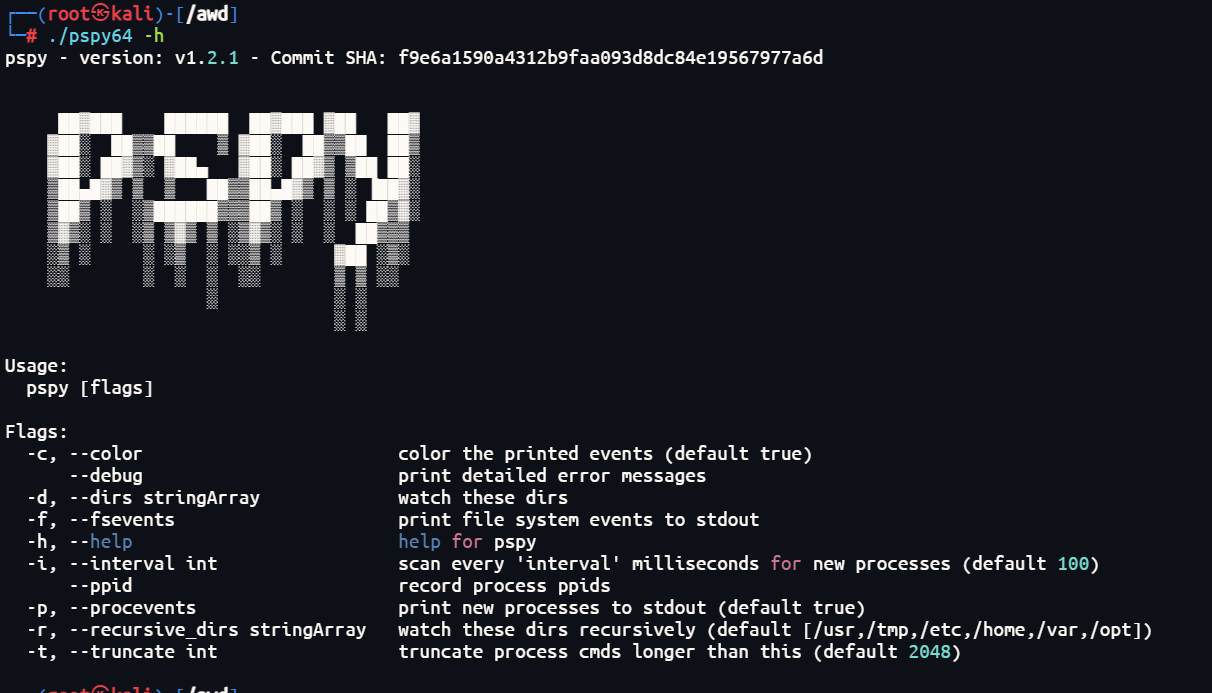 ┌──(root㉿kali)-[/awd]
└─# ./pspy64 -h
pspy - version: v1.2.1 - Commit SHA: f9e6a1590a4312b9faa093d8dc84e19567977a6d
Usage:
pspy [flags]
Flags:
-c, --color color the printed events (default true)
--debug print detailed error messages
-d, --dirs stringArray watch these dirs
-f, --fsevents print file system events to stdout
-h, --help help for pspy
-i, --interval int scan every 'interval' milliseconds for new processes (default 100)
--ppid record process ppids
-p, --procevents print new processes to stdout (default true)
-r, --recursive_dirs stringArray watch these dirs recursively (default [/usr,/tmp,/etc,/home,/var,/opt])
-t, --truncate int truncate process cmds longer than this (default 2048)